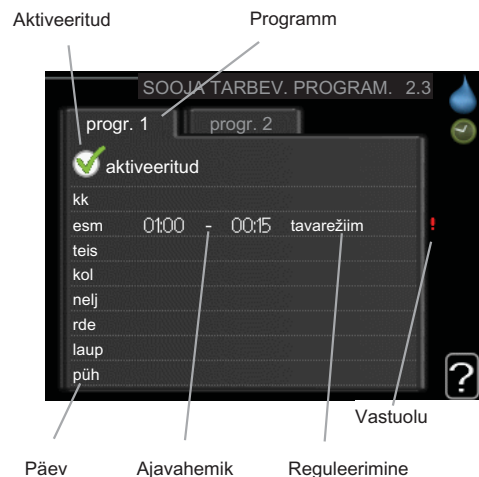 Aktiveeritud Programm
SOOJA TARBEV. PROGRAM. 2.3
progr. 1 progr. 2
aktiveeritud
kk
esm 01:00 - 00:15 tavarežiim !
teis
kol
nelj
rde
laup
püh
?
Vastuolu
Päev Ajavahemik Reguleerimine